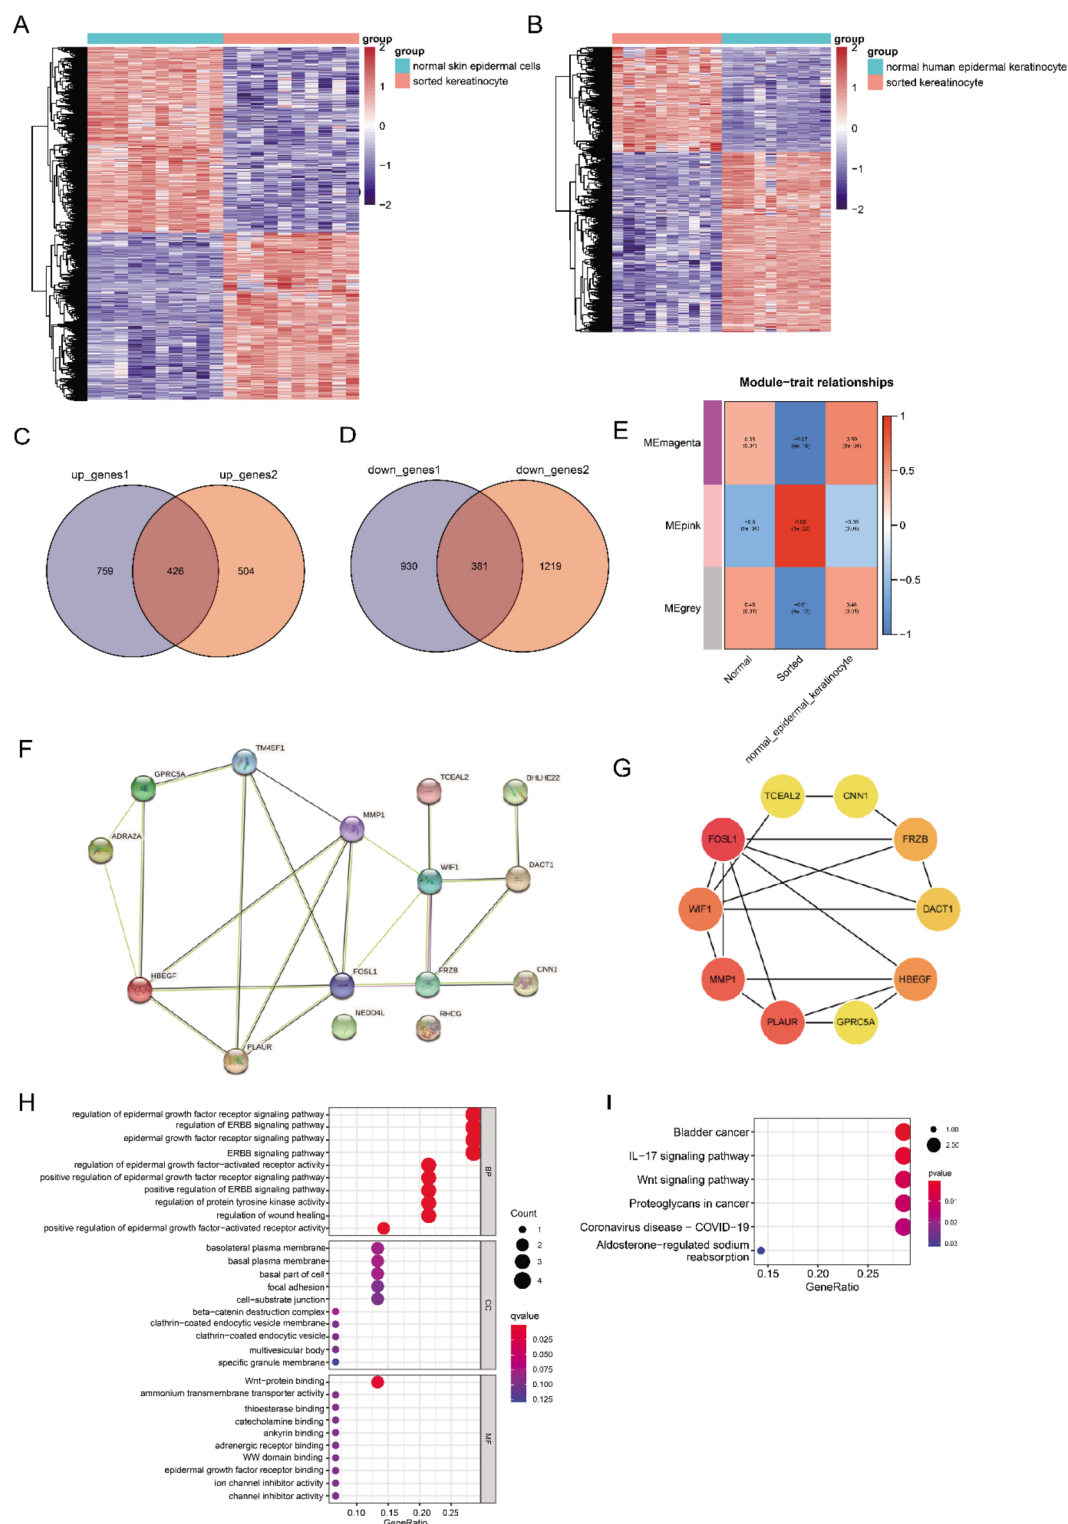 A
group
2
1
0
−1
−2
group
normal skin epidermal cells
sorted kereatinocyte
B
group
2
1
0
−1
−2
group
normal human epidermal keratinocyte
sorted kereatinocyte
C
up_genes1
up_genes2
759
426
504
D
down_genes1
down_genes2
930
381
1219
E
Module−trait relationships
MEmagenta
MEpink
MEgrey
1
0.5
0
−0.5
−1
Normal
Sorted
normal_epidermal_keratinocyte
F
TM4SF1
GPRC5A
ADRA2A
MMP1
TCEAL2
BHLHE22
WIF1
DACT1
HBEGF
FOSL1
FRZB
CNN1
NEDD4L
RHCG
PLAUR
G
TCEAL2
CNN1
FOSL1
FRZB
WIF1
DACT1
MMP1
HBEGF
PLAUR
GPRC5A
H
regulation of epidermal growth factor receptor signaling pathway
regulation of ERBB signaling pathway
epidermal growth factor receptor signaling pathway
ERBB signaling pathway
regulation of epidermal growth factor−activated receptor activity
positive regulation of epidermal growth factor receptor signaling pathway
positive regulation of ERBB signaling pathway
regulation of protein tyrosine kinase activity
regulation of wound healing
positive regulation of epidermal growth factor−activated receptor activity
BP
basolateral plasma membrane
basal plasma membrane
basal part of cell
focal adhesion
cell−substrate junction
beta−catenin destruction complex
clathrin−coated endocytic vesicle membrane
clathrin−coated endocytic vesicle
multivesicular body
specific granule membrane
CC
Wnt−protein binding
ammonium transmembrane transporter activity
thioesterase binding
catecholamine binding
ankyrin binding
adrenergic receptor binding
WW domain binding
epidermal growth factor receptor binding
ion channel inhibitor activity
channel inhibitor activity
MF
0.10
0.15
0.20
0.25
GeneRatio
Count
1
2
3
4
qvalue
0.025
0.050
0.075
0.100
0.125
I
Bladder cancer
IL−17 signaling pathway
Wnt signaling pathway
Proteoglycans in cancer
Coronavirus disease − COVID−19
Aldosterone−regulated sodium
reabsorption
0.15
0.20
0.25
GeneRatio
1.00
2.00
pvalue
0.01
0.02
0.03